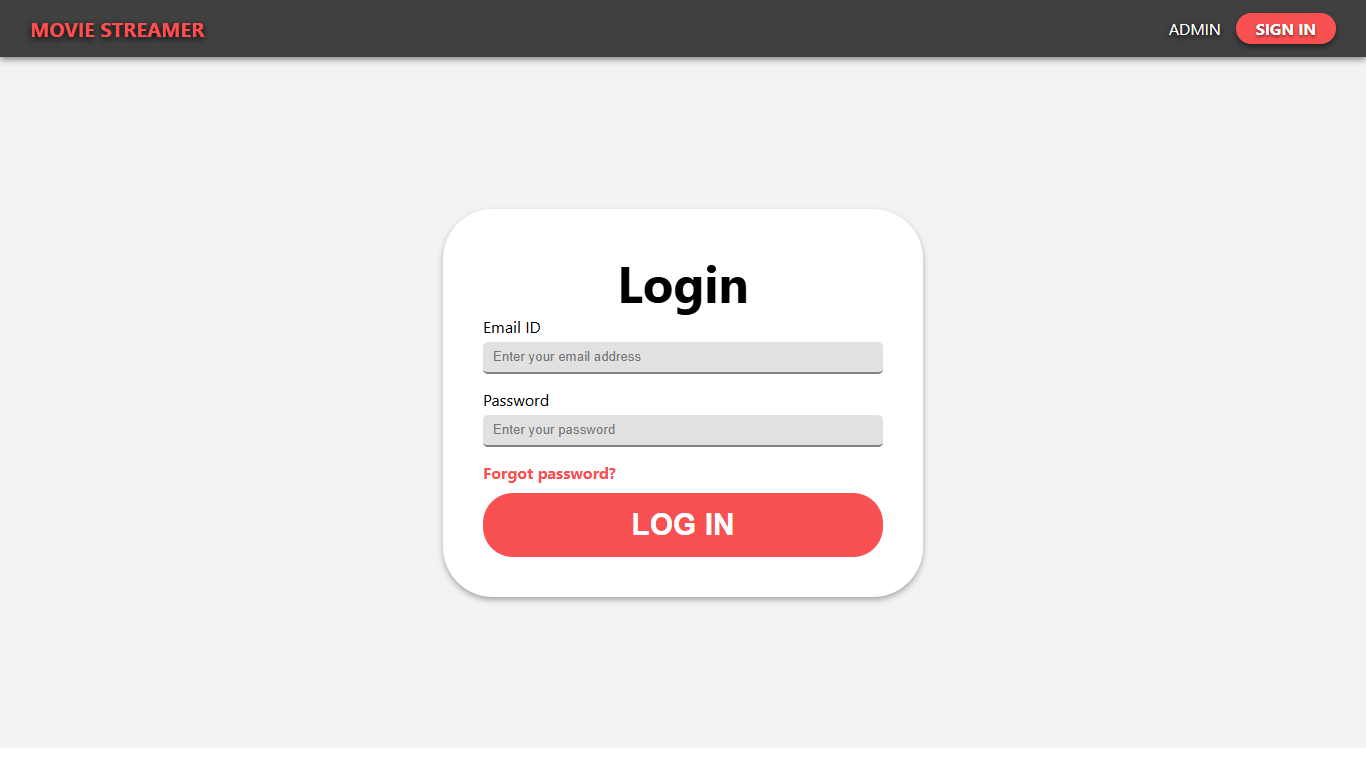 MOVIE STREAMER
ADMIN
SIGN IN
Login
Email ID
Enter your email address
Password
Enter your password
Forgot password?
LOG IN